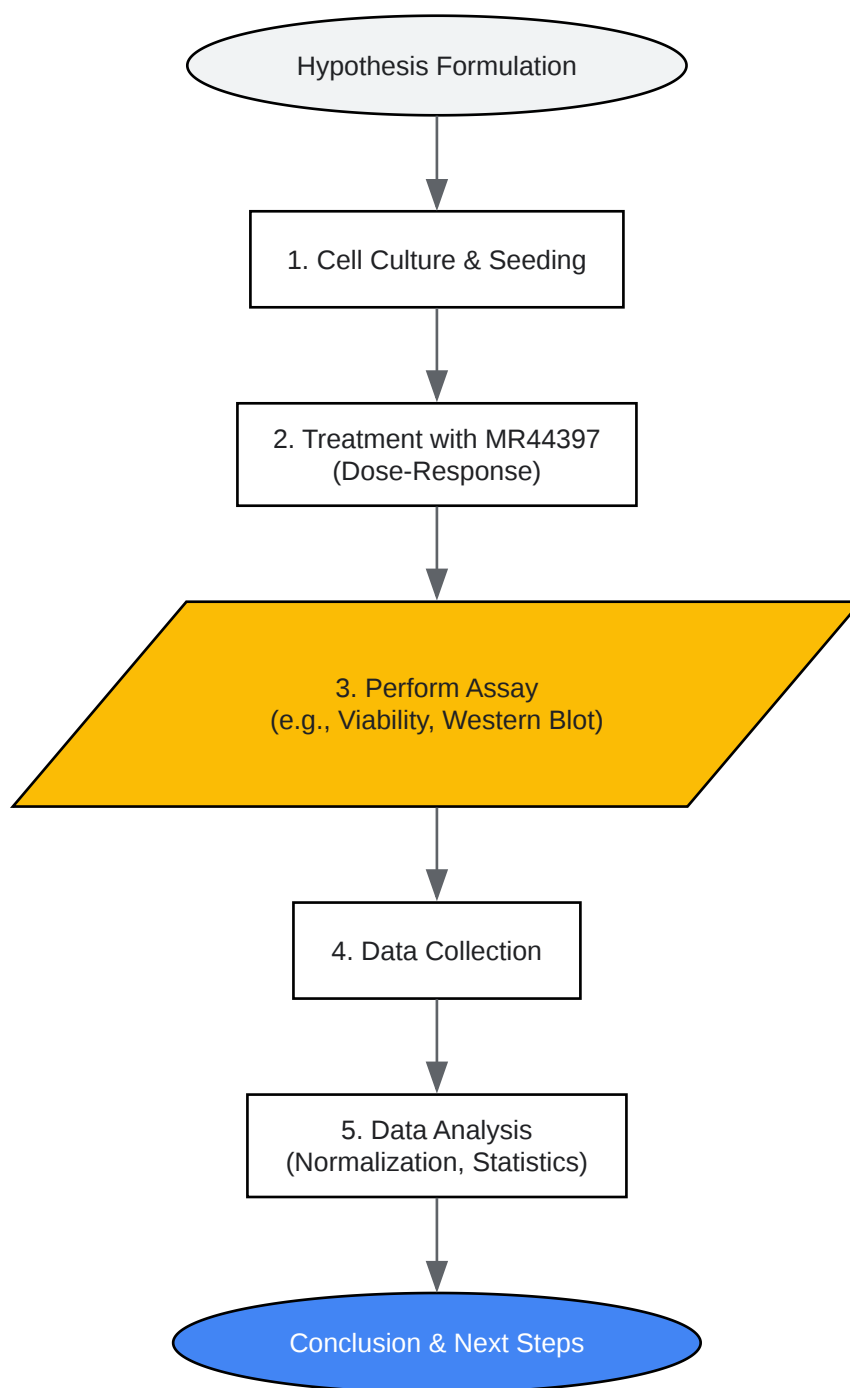 Hypothesis Formulation
1. Cell Culture & Seeding
2. Treatment with MR44397
(Dose-Response)
3. Perform Assay
(e.g., Viability, Western Blot)
4. Data Collection
5. Data Analysis
(Normalization, Statistics)
Conclusion & Next Steps